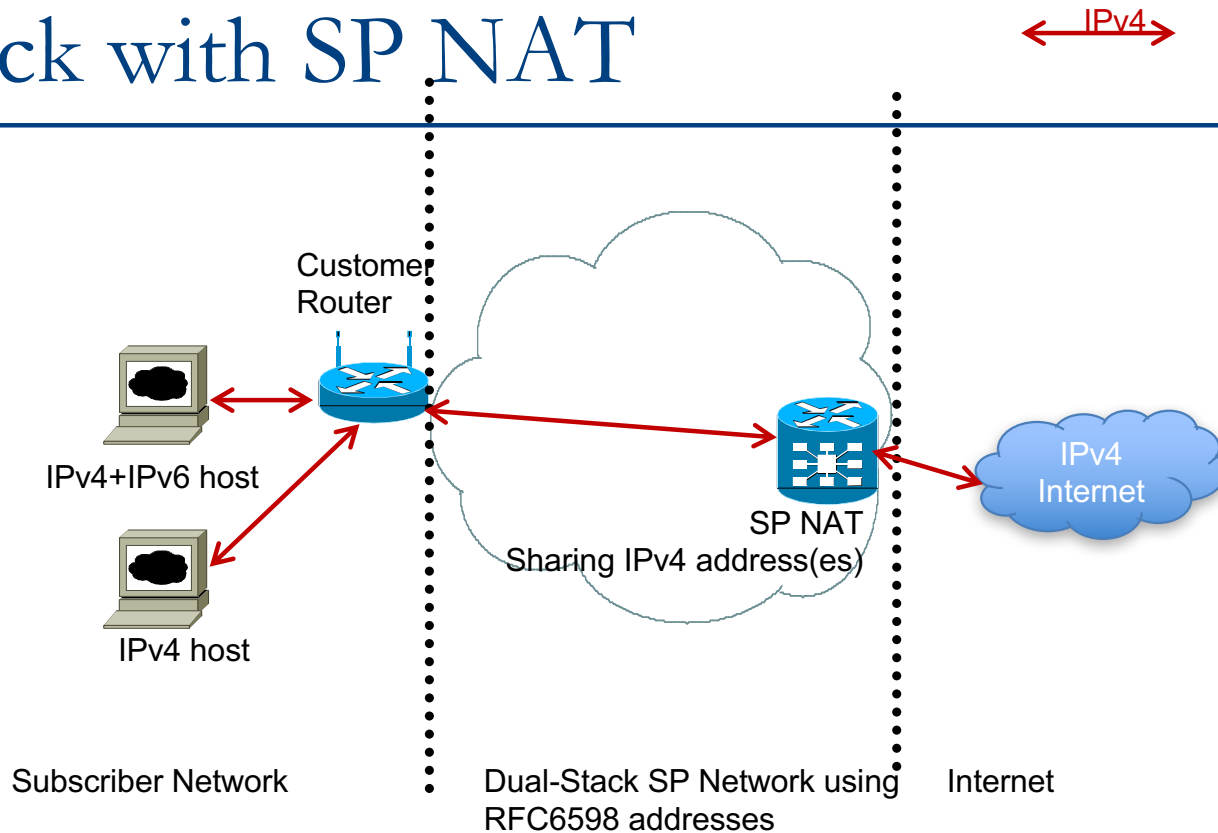 ck with SP NAT
IPv4
Customer
Router
IPv4+IPv6 host
IPv4 host
SP NAT
Sharing IPv4 address(es)
IPv4
Internet
Subscriber Network
Dual-Stack SP Network using
RFC6598 addresses
Internet